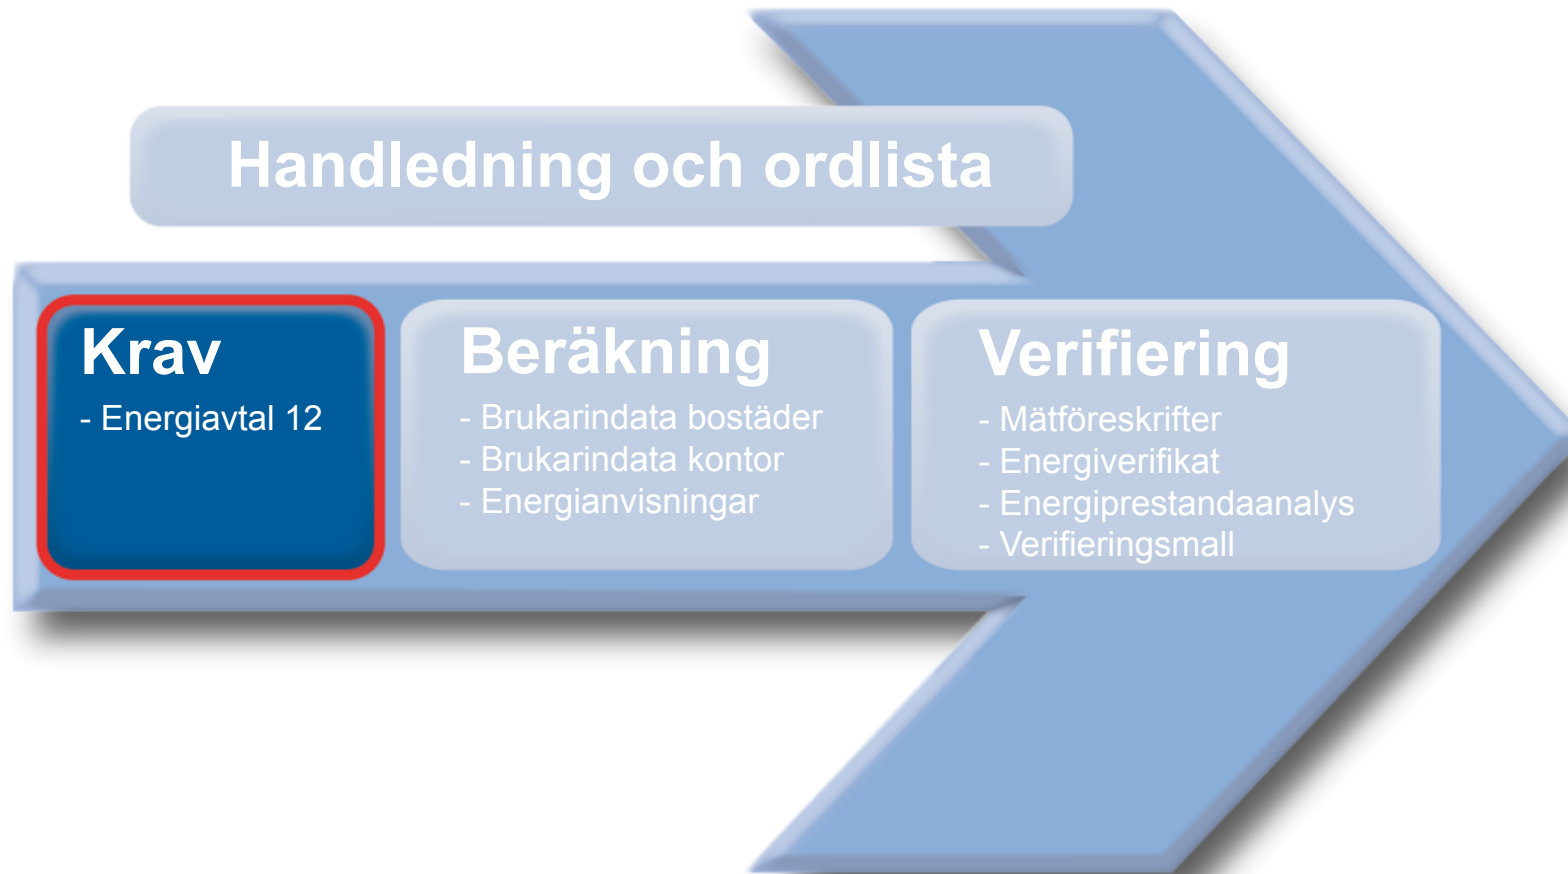 Handledning och ordlista
Krav
- Energiavtal 12
Beräkning
- Brukarindata bostäder
- Brukarindata kontor
- Energianvisningar
Verifiering
- Mätföreskrifter
- Energiverifikat
- Energiprestandaanalys
- Verifieringsmall